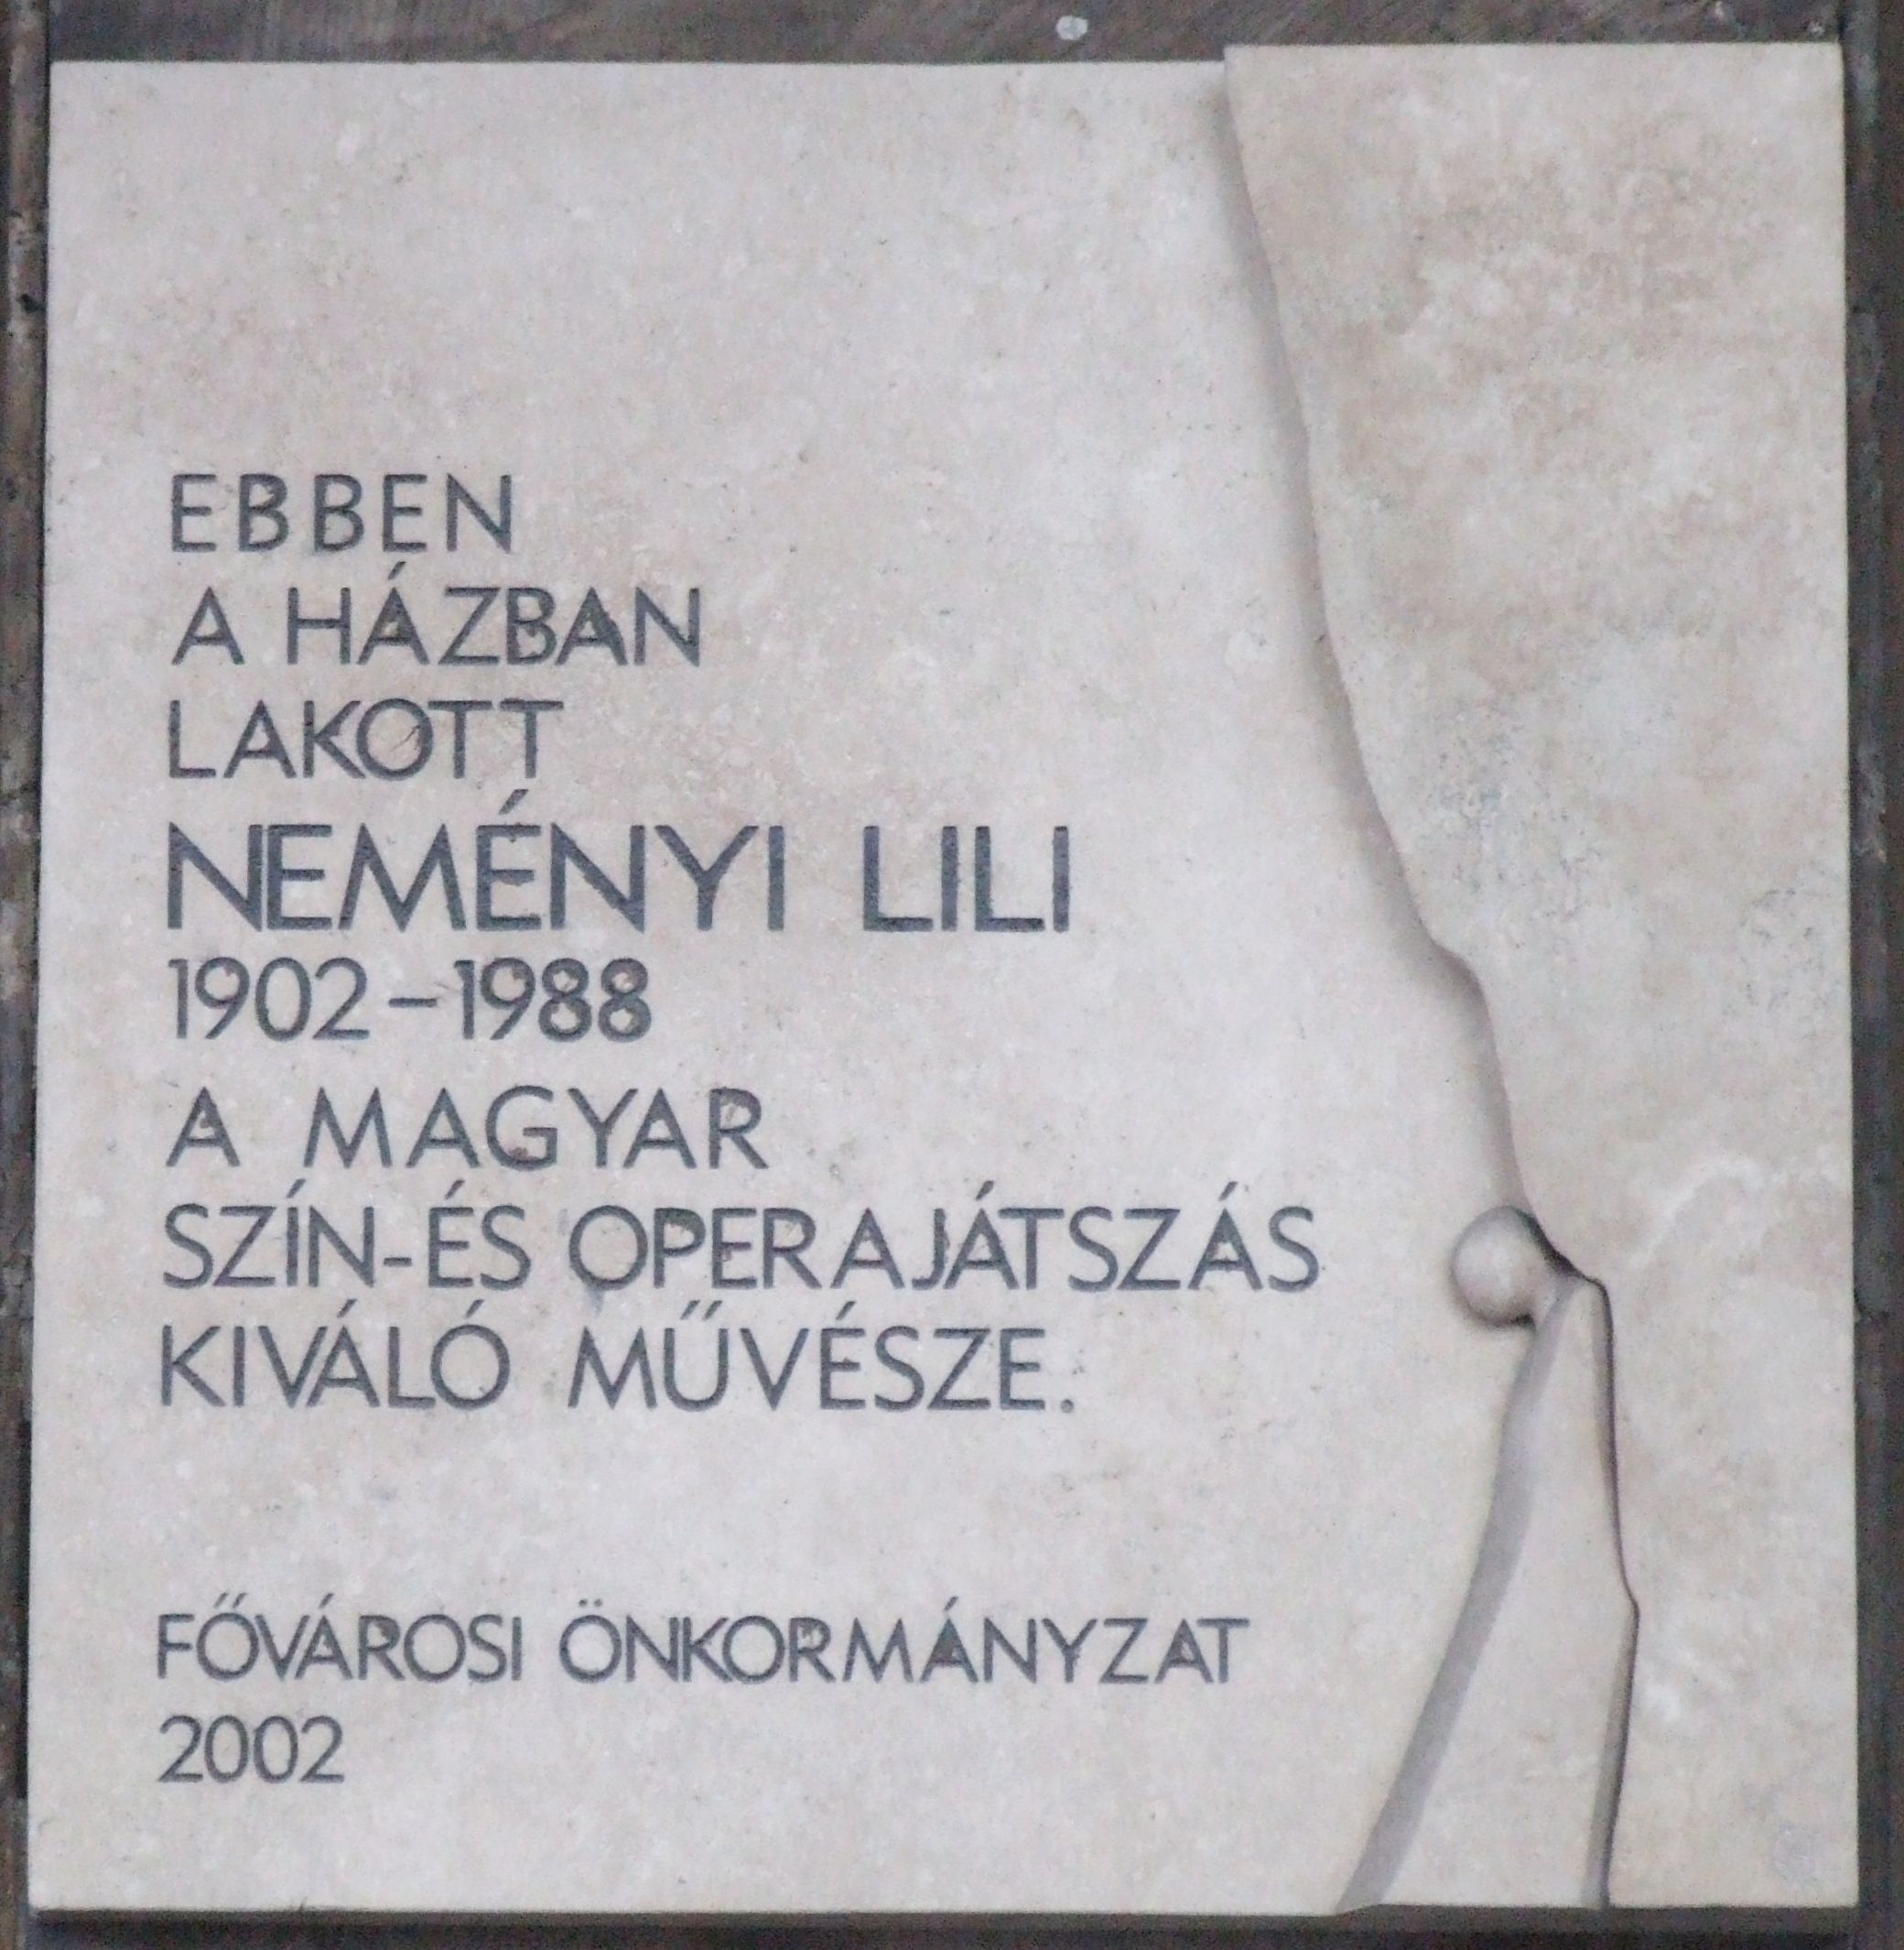 EBBEN
A HÁZBAN
LAKOTT
NEMÉNYI LILI
1902–1988
A MAGYAR
SZÍN-ÉS OPERAJÁTSZÁS
KIVÁLÓ MŰVÉSZE.
FŐVÁROSI ÖNKORMÁNYZAT
2002